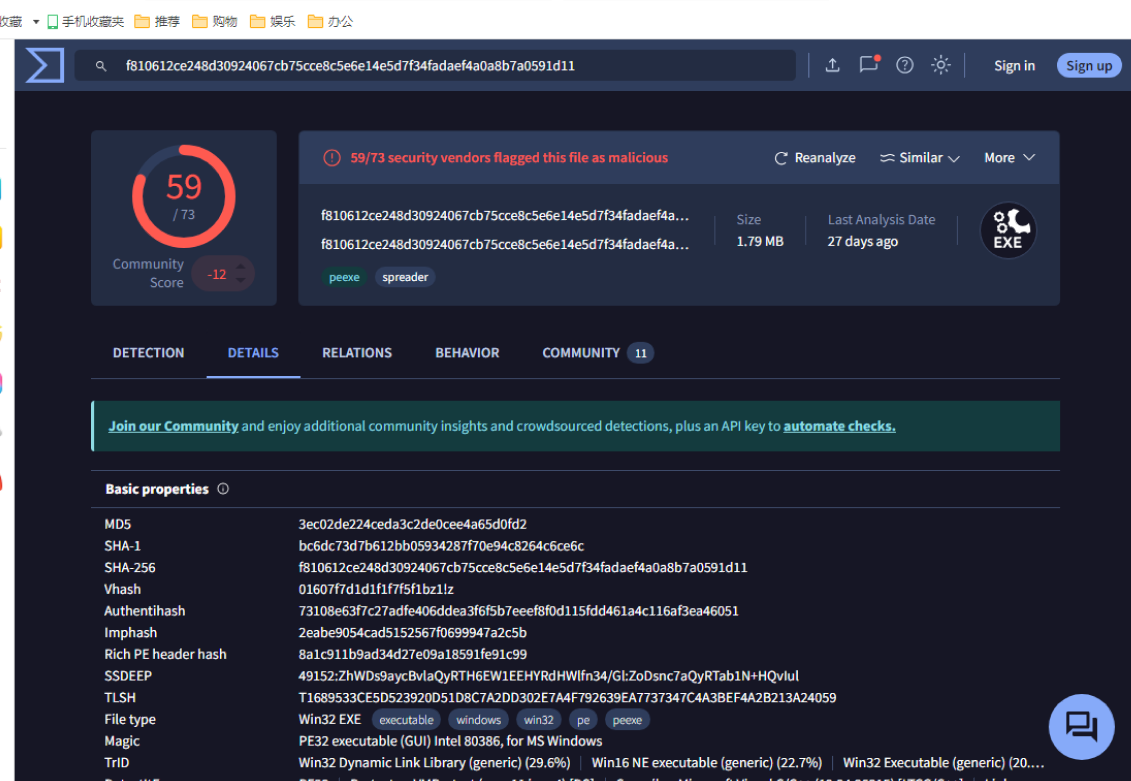 收藏 手机收藏夹 推荐 购物 娱乐 办公
f810612ce248d30924067cb75cce8c5e6e14e5d7f34fadaef4a0a8b7a0591d11
Sign in
Sign up
59
/ 73
Community
Score
-12
59/73 security vendors flagged this file as malicious
Reanalyze
Similar
More
f810612ce248d30924067cb75cce8c5e6e14e5d7f34fadaef4a...
f810612ce248d30924067cb75cce8c5e6e14e5d7f34fadaef4a...
peexe spreader
Size
1.79 MB
Last Analysis Date
27 days ago
EXE
DETECTION DETAILS RELATIONS BEHAVIOR COMMUNITY 11
Join our Community and enjoy additional community insights and crowdsourced detections, plus an API key to automate checks.
Basic properties
MD5 3ec02de224ceda3c2de0cee4a65d0fd2
SHA-1 bc6dc73d7b612bb05934287f70e94c8264c6ce6c
SHA-256 f810612ce248d30924067cb75cce8c5e6e14e5d7f34fadaef4a0a8b7a0591d11
Vhash 01607f7d1d1f1f7f5f1bz1!z
Authentihash 73108e63f7c27adfe406ddea3f6f5b7eeef8f0d115fdd461a4c116af3ea46051
Imphash 2eabe9054cad5152567f0699947a2c5b
Rich PE header hash 8a1c911b9ad34d27e09a18591fe91c99
SSDEEP 49152:ZhWDs9aycBvlaQyRTH6EW1EEHYRdHWlfn34/Gl:ZoDsnc7aQyRTab1N+HQvIul
TLSH T1689533CE5D523920D51D8C7A2DD302E7A4F792639EA7737347C4A3BEF4A2B213A24059
File type Win32 EXE executable windows win32 pe peexe
Magic PE32 executable (GUI) Intel 80386, for MS Windows
TrID Win32 Dynamic Link Library (generic) (29.6%) Win16 NE executable (generic) (22.7%) Win32 Executable (generic) (20....